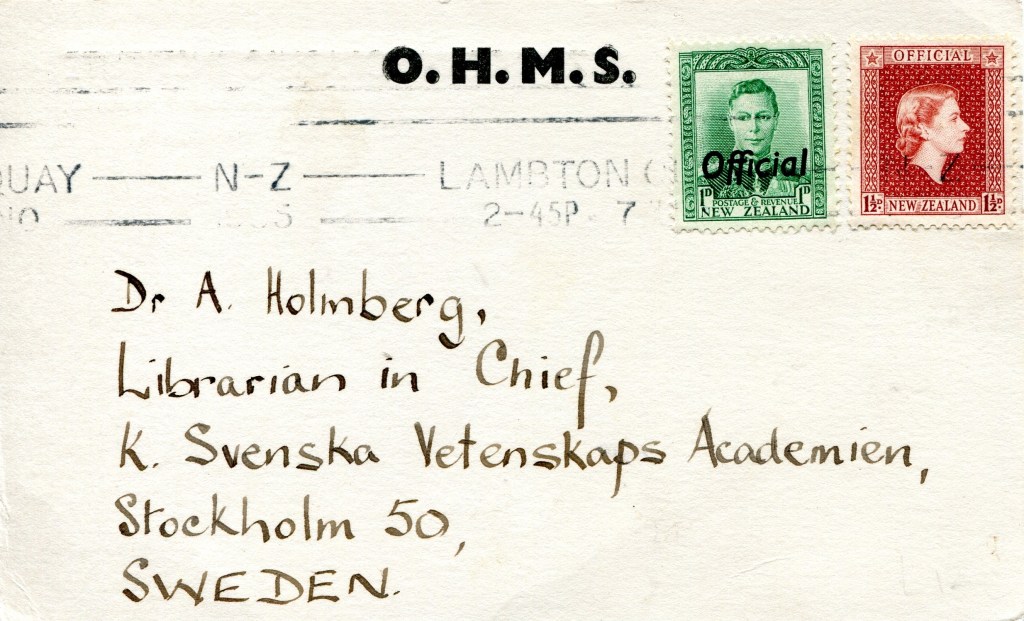 O.H.M.S.
OFFICIAL
Official
1D POSTAGE & REVENUE 1D
NEW ZEALAND
1½D. NEW ZEALAND 1½D.
QUAY N-Z LAMBTON
2-45P 7
Dr A. Holmberg,
Librarian in Chief,
K. Svenska Vetenskaps Academien,
Stockholm 50,
SWEDEN.